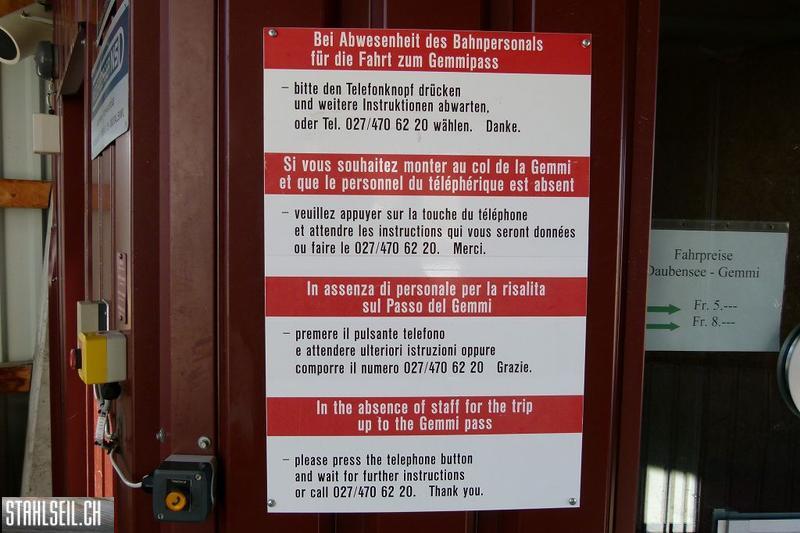 Bei Abwesenheit des Bahnpersonals
für die Fahrt zum Gemmipass
– bitte den Telefonknopf drücken
und weitere Instruktionen abwarten,
oder Tel. 027/470 62 20 wählen. Danke.
Si vous souhaitez monter au col de la Gemmi
et que le personnel du téléphérique est absent
– veuillez appuyer sur la touche du téléphone
et attendre les instructions qui vous seront données
ou faire le 027/470 62 20. Merci.
In assenza di personale per la risalita
sul Passo del Gemmi
– premere il pulsante telefono
e attendere ulteriori istruzioni oppure
comporre il numero 027/470 62 20 Grazie.
In the absence of staff for the trip
up to the Gemmi pass
– please press the telephone button
and wait for further instructions
or call 027/470 62 20. Thank you.
Fahrpreise
Daubensee - Gemmi
Fr. 5.---
Fr. 8.---
STAHLSEIL.CH